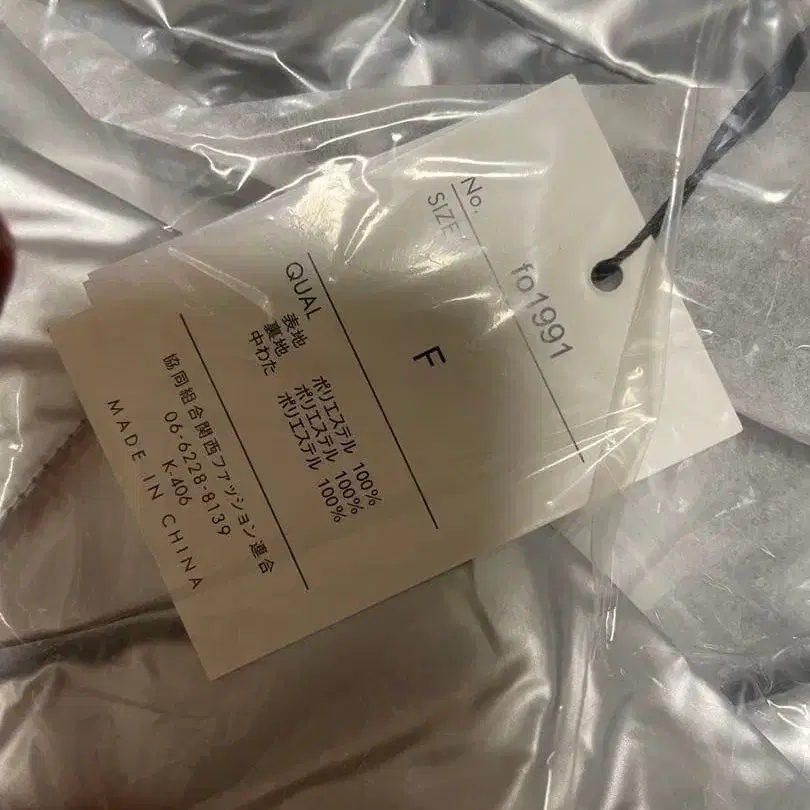 No. fo1991
SIZE F
QUAL
表地 ポリエステル 100%
裏地 ポリエステル 100%
中わた ポリエステル 100%
協同組合関西ファッション連合
06-6228-8139
K-406
MADE IN CHINA